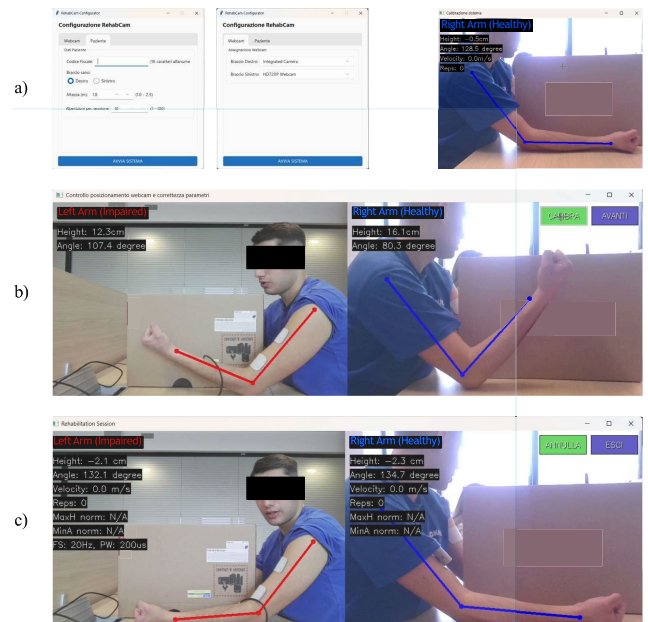 RehabCam Configurator
Configurazione RehabCam
Webcam Paziente
Dati Paziente
Codice Fiscale: (16 caratteri alfanumerici
Braccio sano:
Destro Sinistro
Altezza (m):
Ripetizioni per sessione:
AVVIA SISTEMA
RehabCam Configurator
Configurazione RehabCam
Webcam Paziente
Assegnazione Webcam
Braccio Destro: Integrated Camera
Braccio Sinistro: HD720P Webcam
AVVIA SISTEMA
Calibrazione sistema
Right Arm (Healthy)
Height: -0.5cm
Angle: 128.5 degree
Velocity: 0.0m/s
Reps: 0
a)
Controllo posizionamento webcam e correttezza parametri
Left Arm (Impaired)
Height: 12.3cm
Angle: 107.4 degree
Right Arm (Healthy)
Height: 16.1cm
Angle: 80.3 degree
CALIBRA AVANTI
b)
Rehabilitation Session
Left Arm (Impaired)
Height: -2.1 cm
Angle: 132.1 degree
Velocity: 0.0 m/s
Reps: 0
MaxH norm: N/A
MinA norm: N/A
FS: 20Hz, PW: 200us
Right Arm (Healthy)
Height: -2.3 cm
Angle: 134.7 degree
Velocity: 0.0 m/s
Reps: 0
MaxH norm: N/A
MinA norm: N/A
ANNULLA ESCI
c)